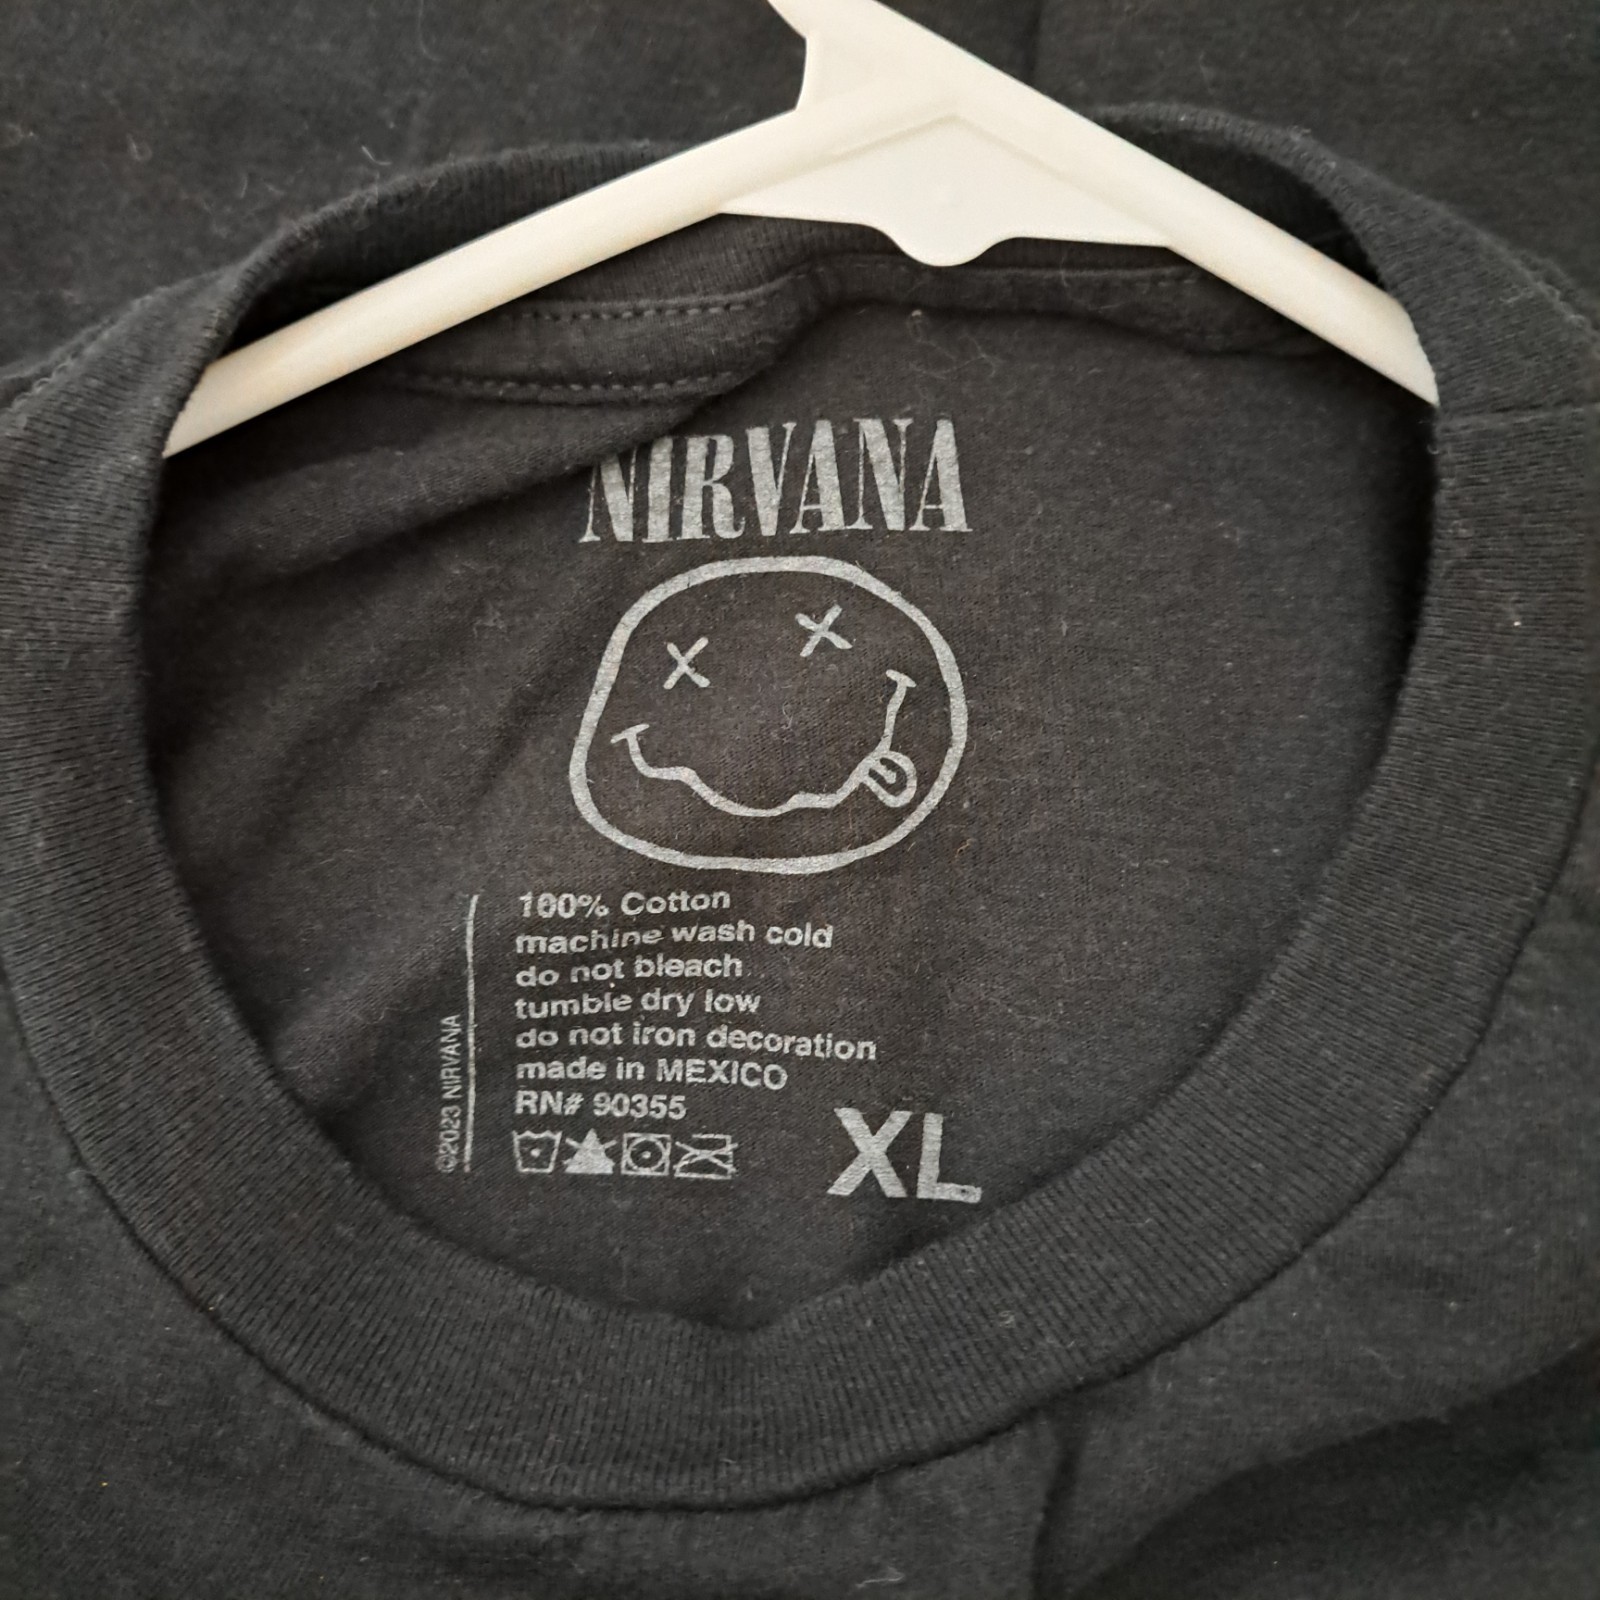 NIRVANA
100% Cotton
machine wash cold
do not bleach
tumble dry low
do not iron decoration
made in MEXICO
RN# 90355
XL
©2023 NIRVANA